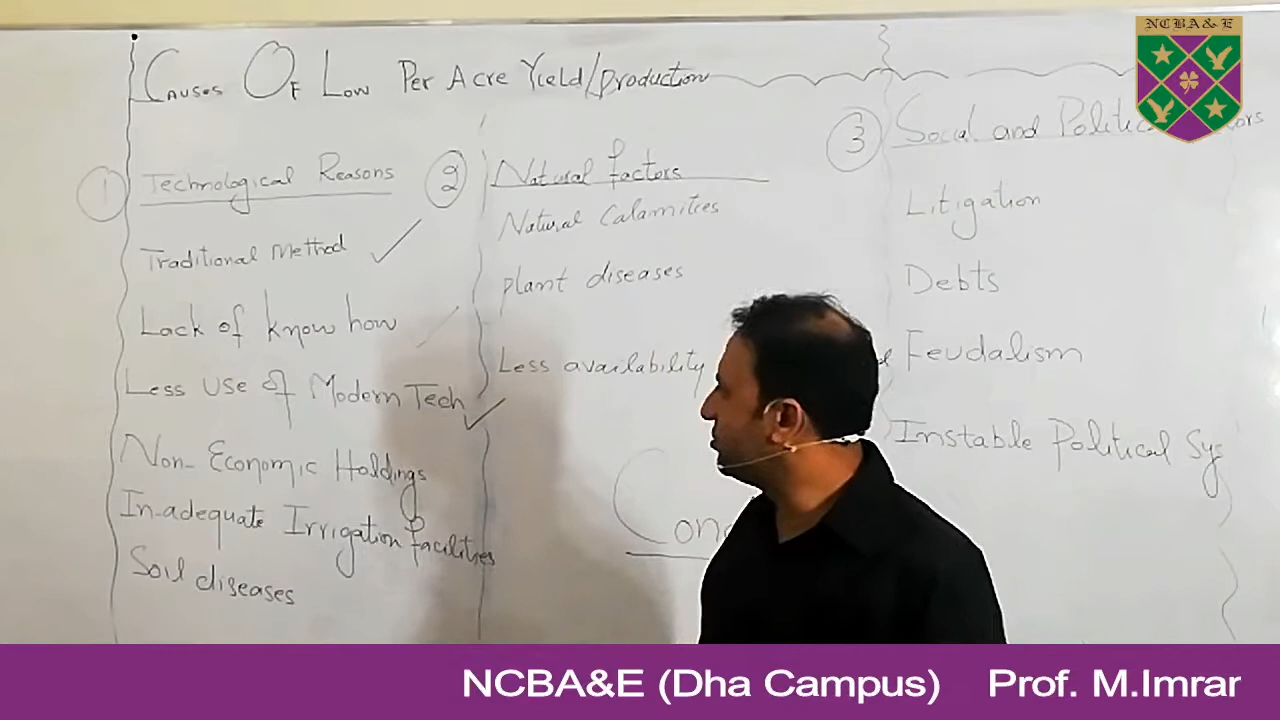 NCBA&E
Causes Of Low Per Acre Yield/production
1 Technological Reasons
Traditional Method
Lack of know how
Less Use of Modern Tech
Non-Economic Holdings
In-adequate Irrigation facilities
Soil diseases
2 Natural factors
Natural Calamities
plant diseases
Less availability
3 Social and
Litigation
Debts
Feudalism
Instable Political Sys
NCBA&E (Dha Campus) Prof. M.Imrar